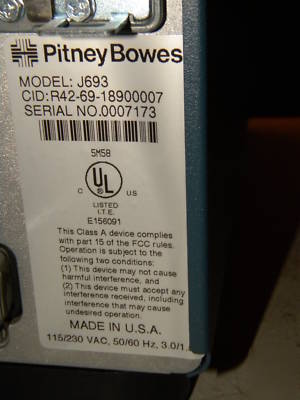 Pitney Bowes
MODEL: J693
CID:R42-69-18900007
SERIAL NO.0007173
5M58
C UL US
LISTED
I.T.E.
E156091
This Class A device complies
with part 15 of the FCC rules.
Operation is subject to the
following two conditions:
(1) This device may not cause
harmful interference, and
(2) This device must accept any
interference received, including
interference that may cause
undesired operation.
MADE IN U.S.A.
115/230 VAC, 50/60 Hz, 3.0/1.